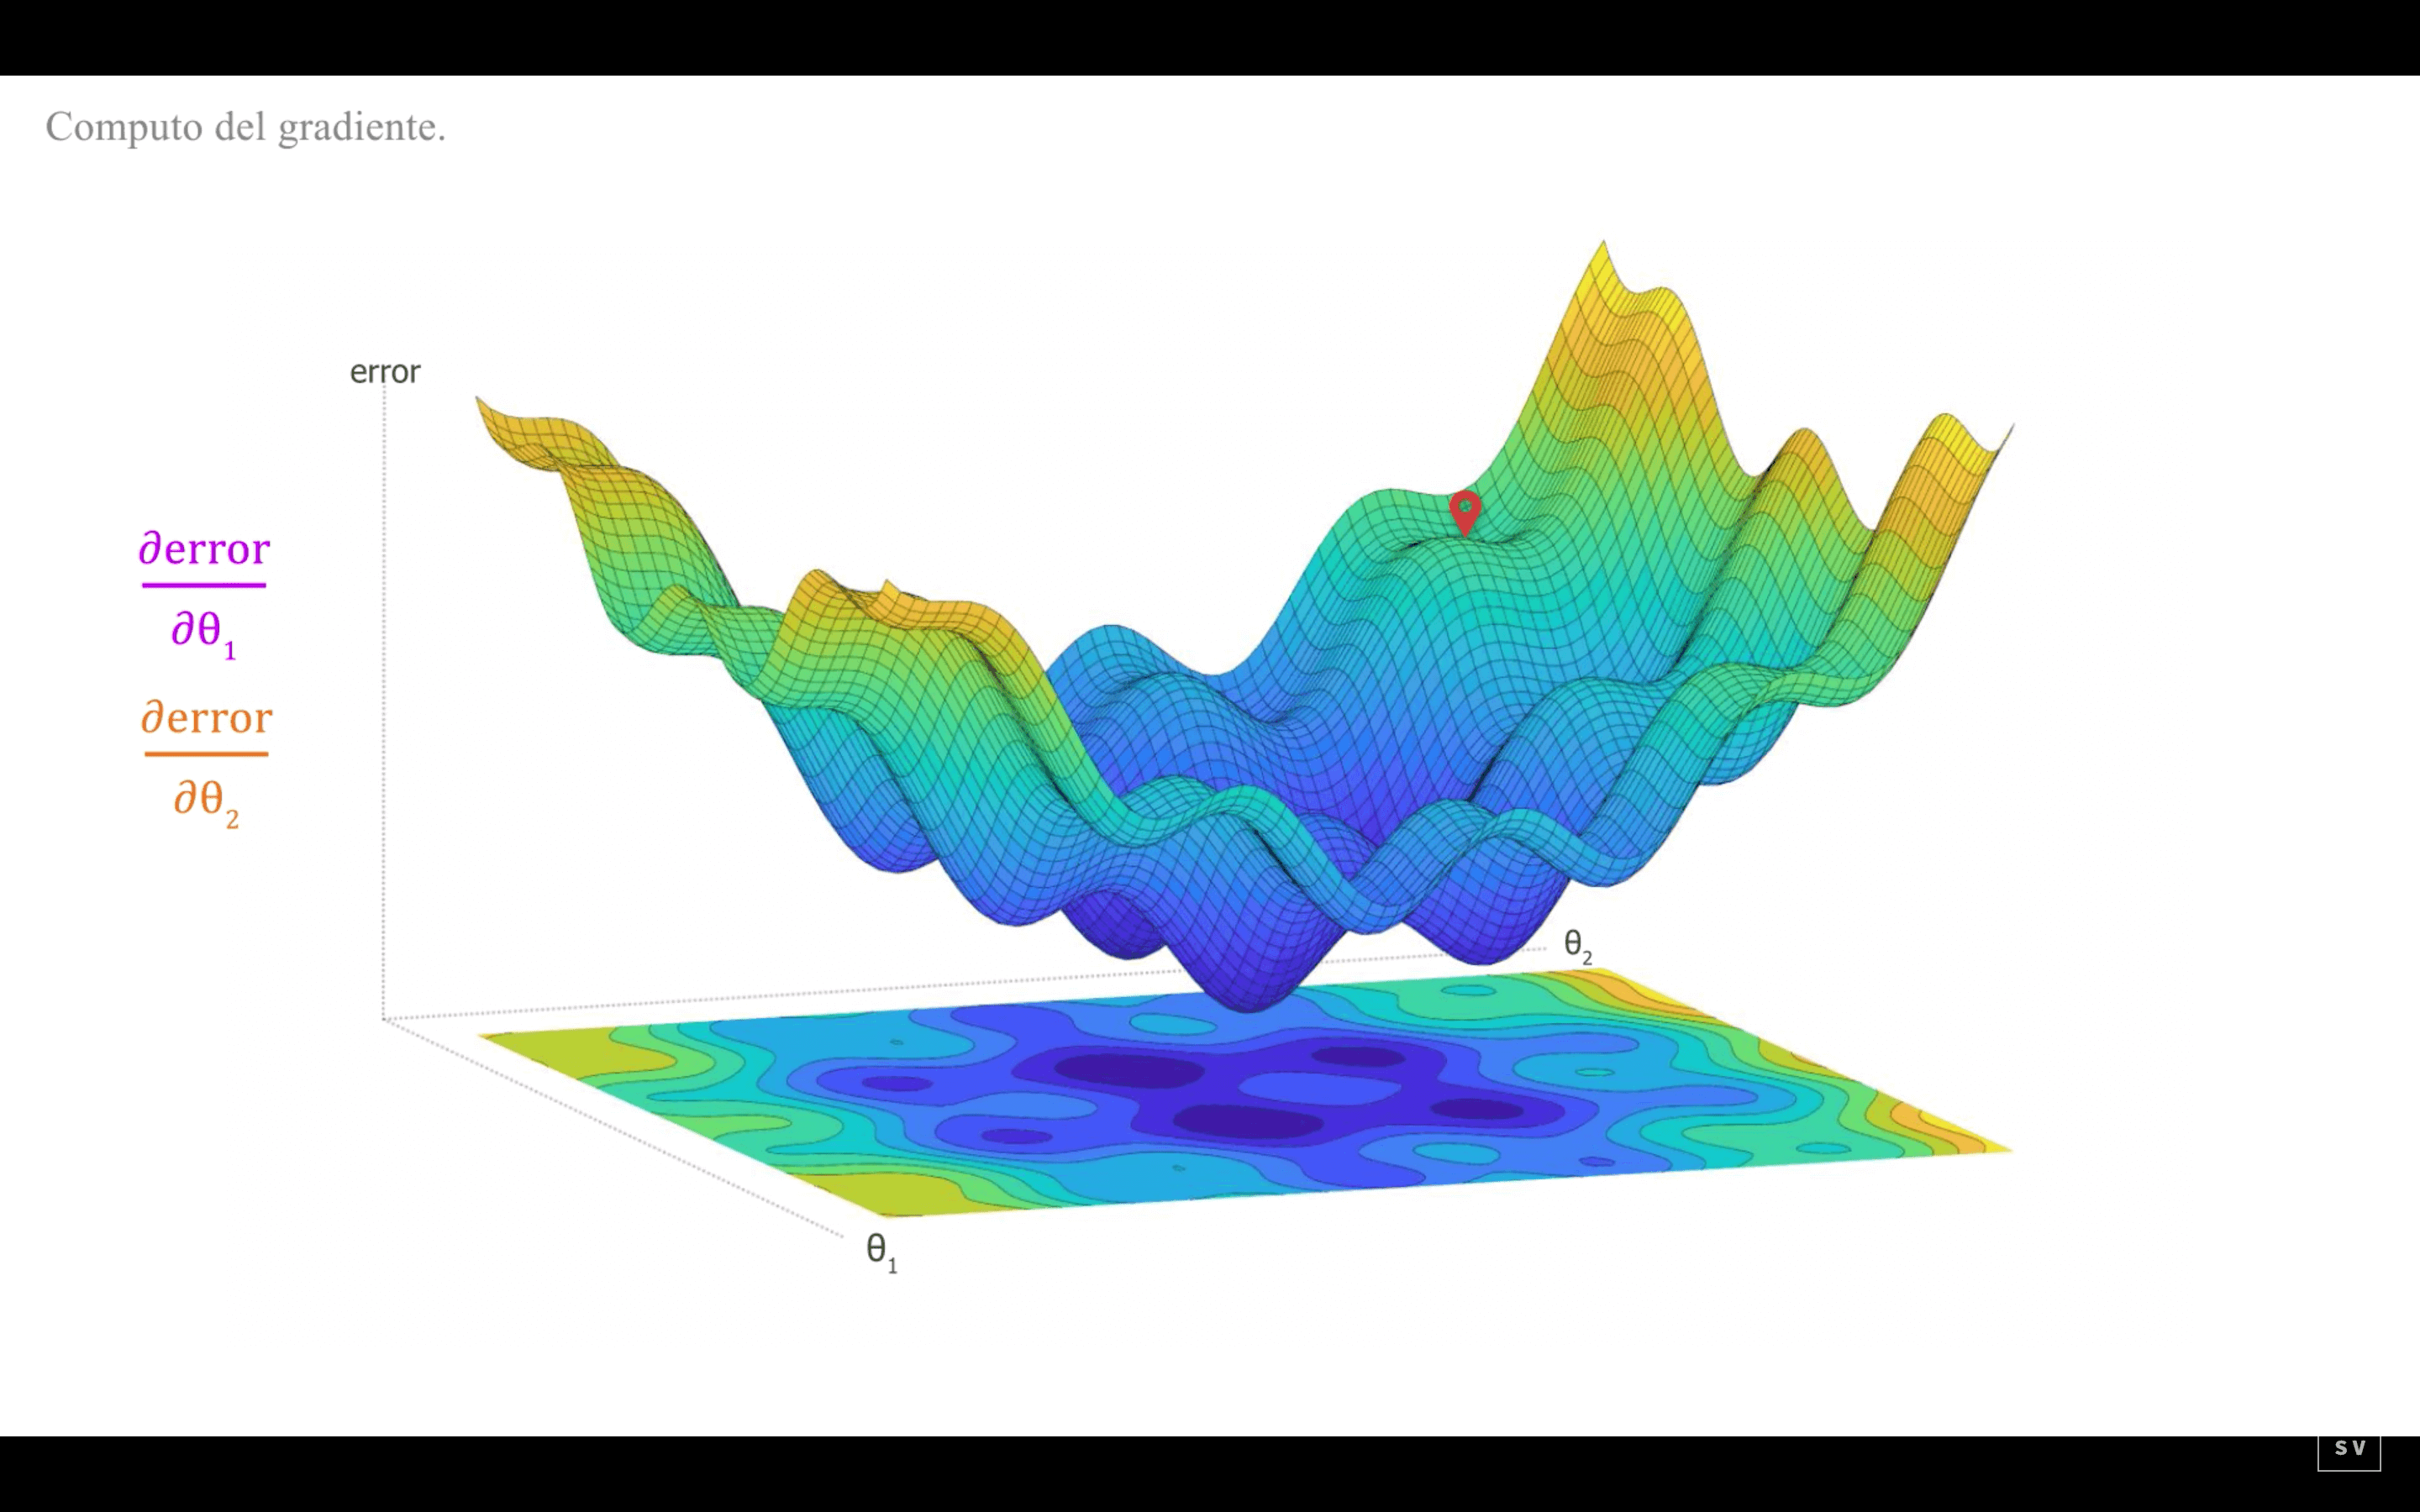 Computo del gradiente.
error
∂error
∂θ1
∂error
∂θ2
θ2
θ1
SV